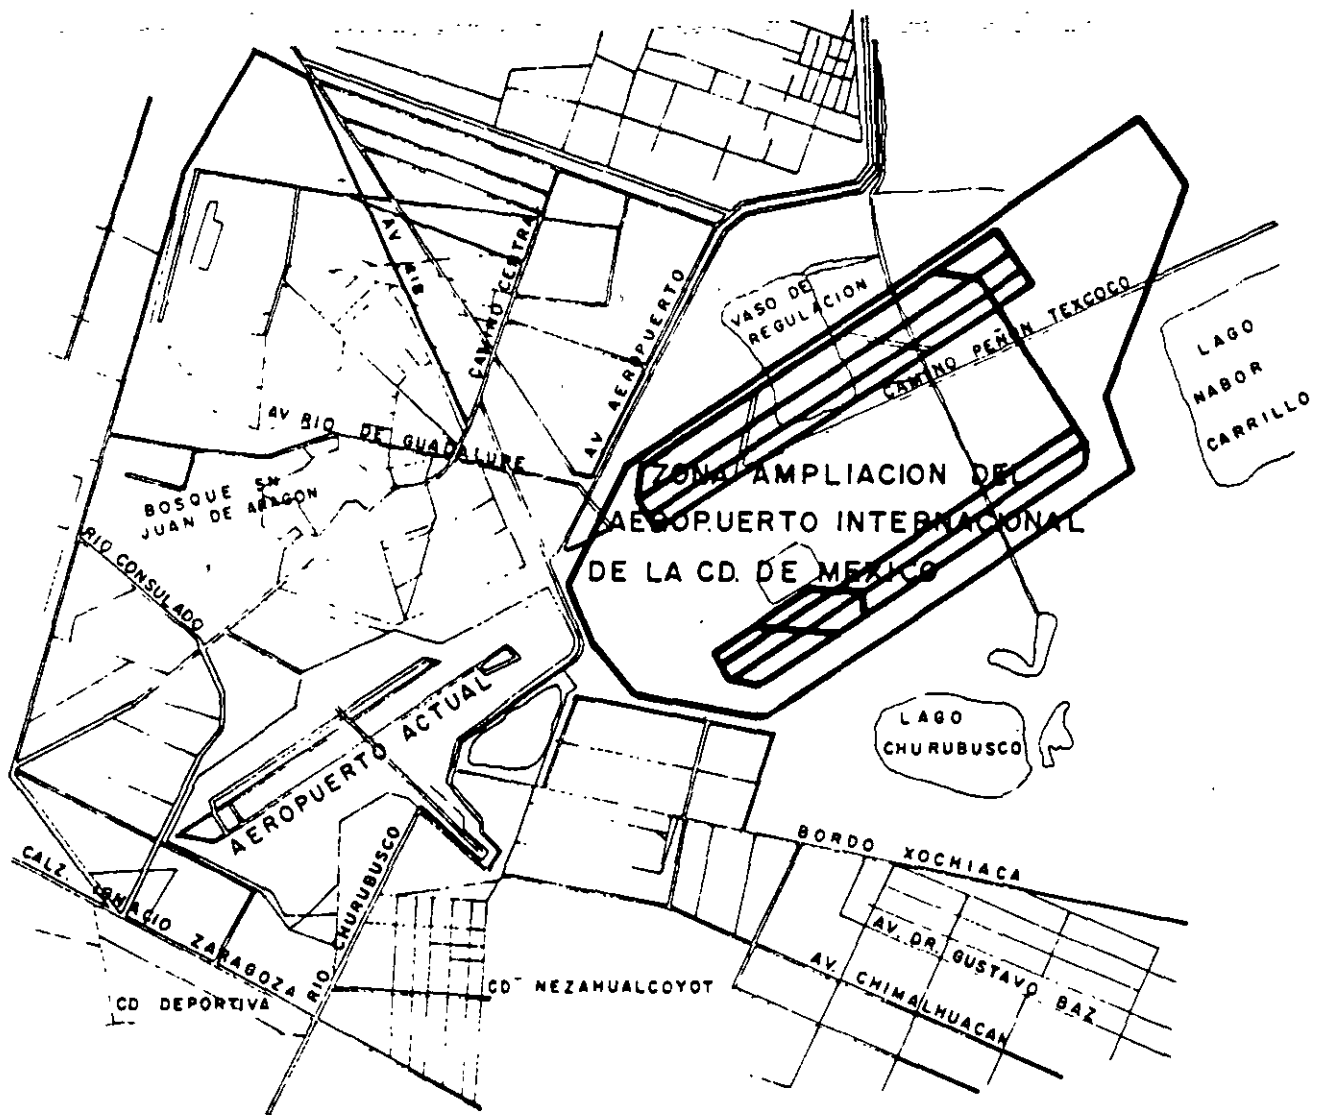 AV 618
CAMINO CENTRAL
AV AEROPUERTO
VASO DE
REGULACION
CAMINO PEÑON TEXCOCO
LAGO
NABOR
CARRILLO
AV RIO DE GUADALUPE
BOSQUE SN
JUAN DE ARAGON
RIO CONSULADO
ZONA AMPLIACION DEL
AEROPUERTO INTERNACIONAL
DE LA CD. DE MEXICO
AEROPUERTO ACTUAL
LAGO
CHURUBUSCO
BORDO XOCHIACA
CALZ. IGNACIO ZARAGOZA
RIO CHURUBUSCO
AV. DR. GUSTAVO BAZ
AV. CHIMALHUACAN
CD DEPORTIVA
CD NEZAHUALCOYOT